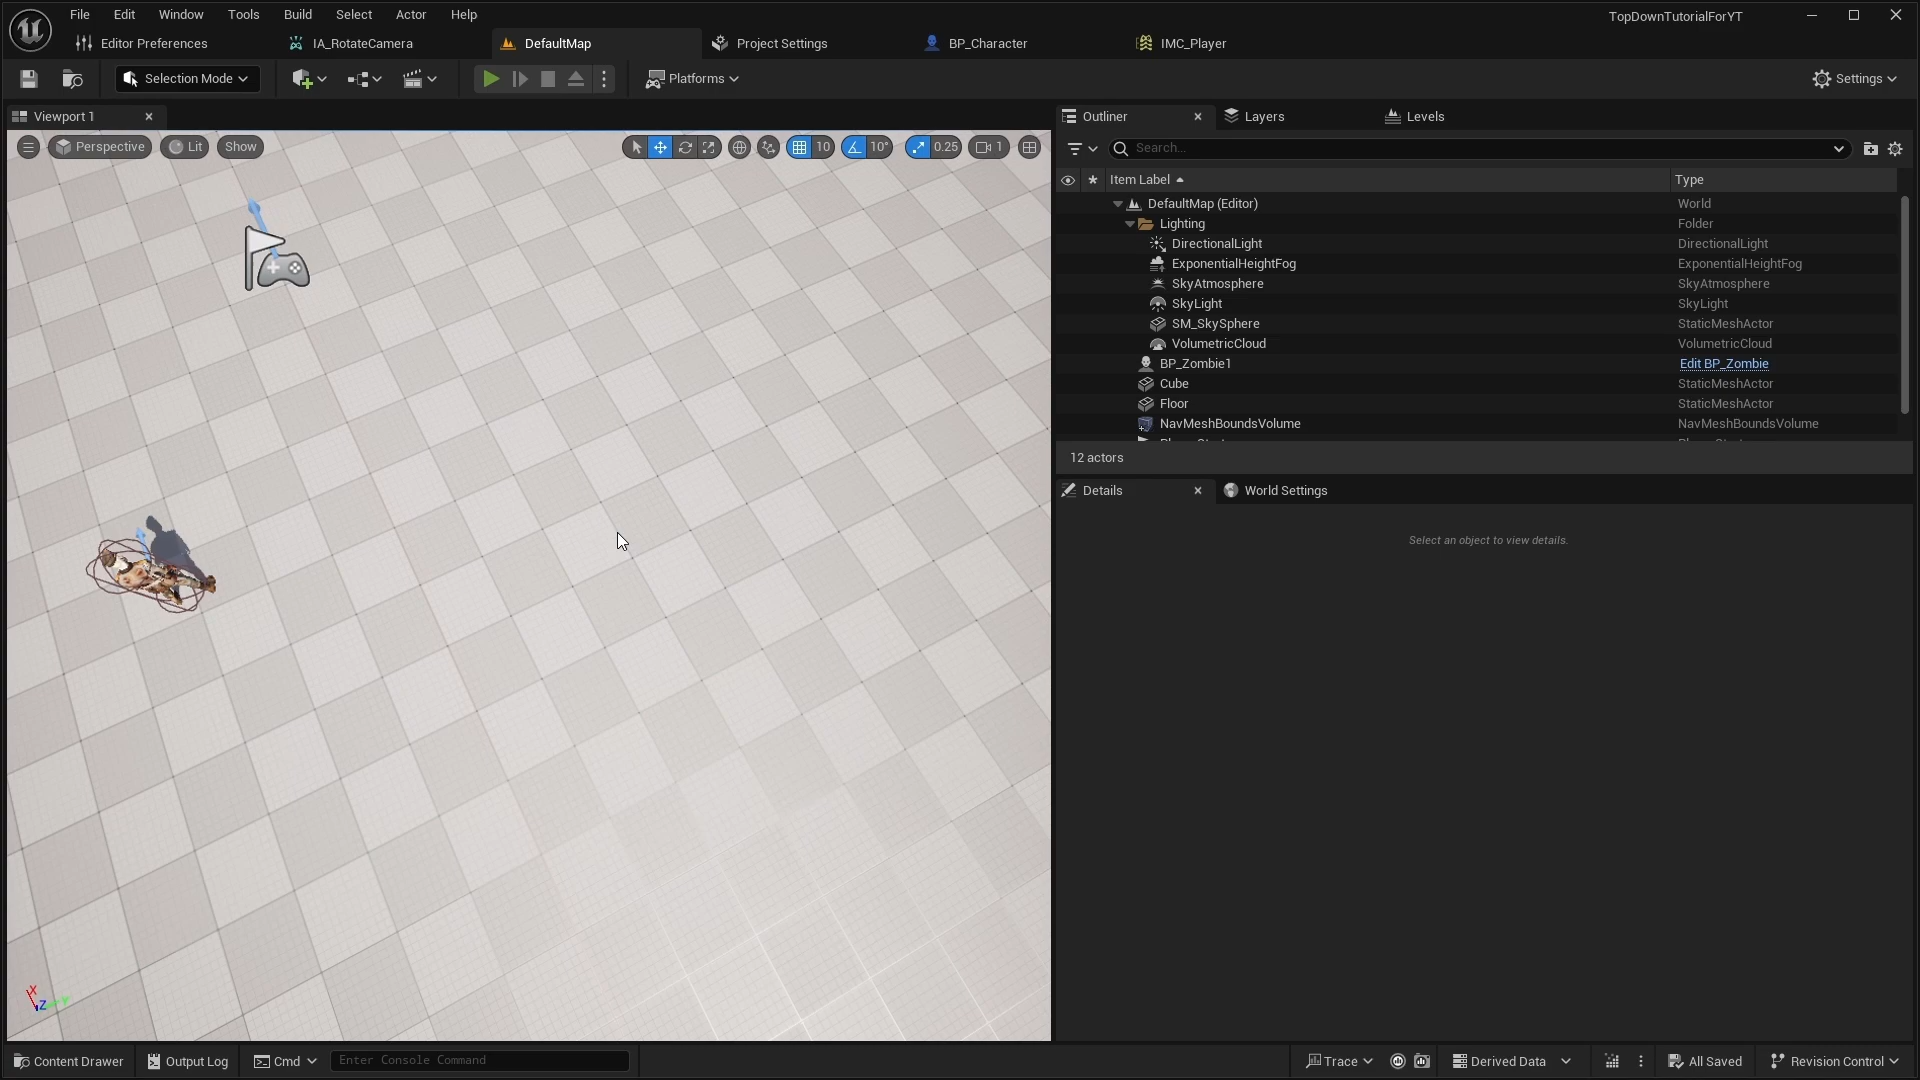 File Edit Window Tools Build Select Actor Help
TopDownTutorialForYT
Editor Preferences IA_RotateCamera DefaultMap Project Settings BP_Character IMC_Player
Selection Mode Platforms Settings
Viewport 1
Perspective Lit Show 10 10° 0.25 1
Outliner Layers Levels
Search...
Item Label Type
DefaultMap (Editor) World
Lighting Folder
DirectionalLight DirectionalLight
ExponentialHeightFog ExponentialHeightFog
SkyAtmosphere SkyAtmosphere
SkyLight SkyLight
SM_SkySphere StaticMeshActor
VolumetricCloud VolumetricCloud
BP_Zombie1 Edit BP_Zombie
Cube StaticMeshActor
Floor StaticMeshActor
NavMeshBoundsVolume NavMeshBoundsVolume
12 actors
Details World Settings
Select an object to view details.
X Z Y
Content Drawer Output Log Cmd Enter Console Command Trace Derived Data All Saved Revision Control